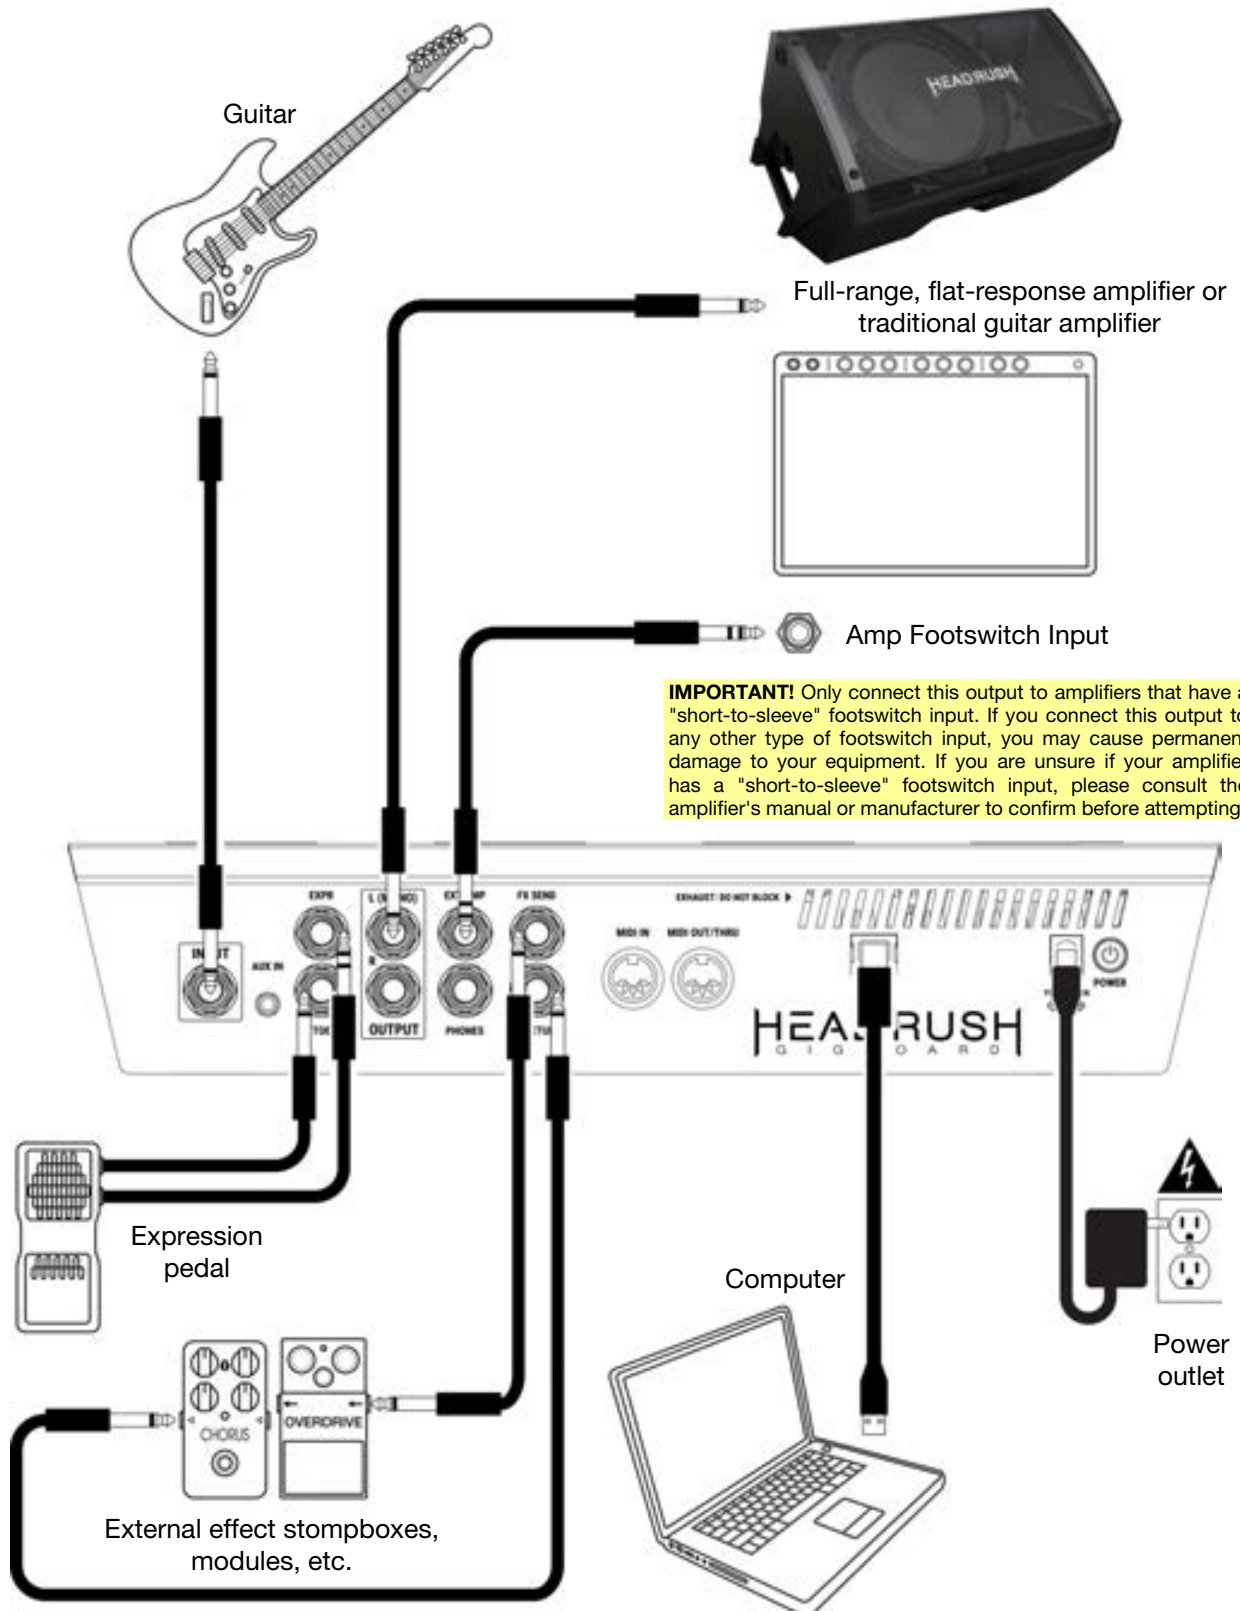 HEADRUSH
Guitar
Full-range, flat-response amplifier or
traditional guitar amplifier
Amp Footswitch Input
IMPORTANT! Only connect this output to amplifiers that have
"short-to-sleeve" footswitch input. If you connect this output
any other type of footswitch input, you may cause
damage to your equipment. If you are unsure if your
has a "short-to-sleeve" footswitch input, please consult
amplifier's manual or manufacturer to confirm before attempting
EXPR
L
FX SEND
EXHAUST: DO NOT BLOCK
MIDI IN
MIDI OUT/THRU
AUX IN
R
POWER
OUTPUT
PHONES
Expression
pedal
Computer
Power
outlet
CHORUS
OVERDRIVE
External effect stompboxes,
modules, etc.